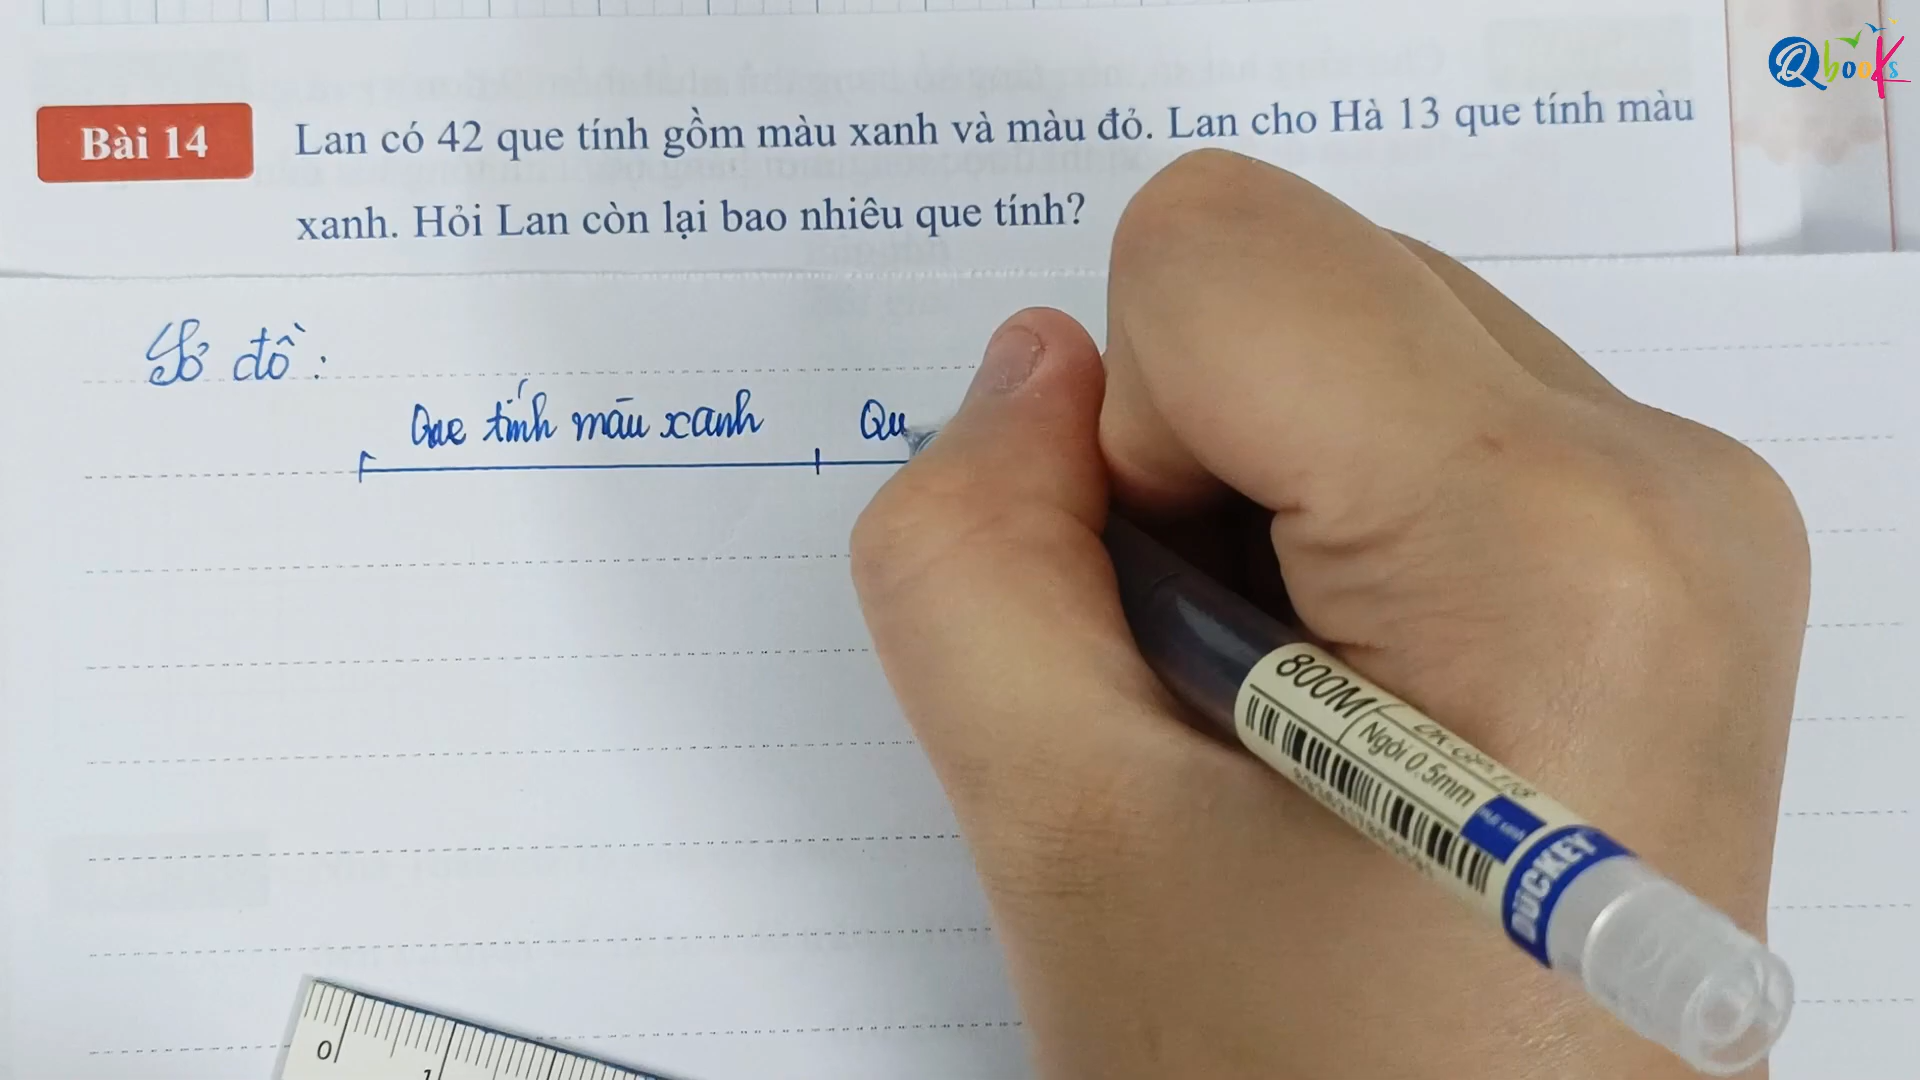 Qbooks
Bài 14
Lan có 42 que tính gồm màu xanh và màu đỏ. Lan cho Hà 13 que tính màu
xanh. Hỏi Lan còn lại bao nhiêu que tính?
Sơ đồ:
Que tính màu xanh Qu
800M
Ngòi 0.5mm
DUCKEY
0
1